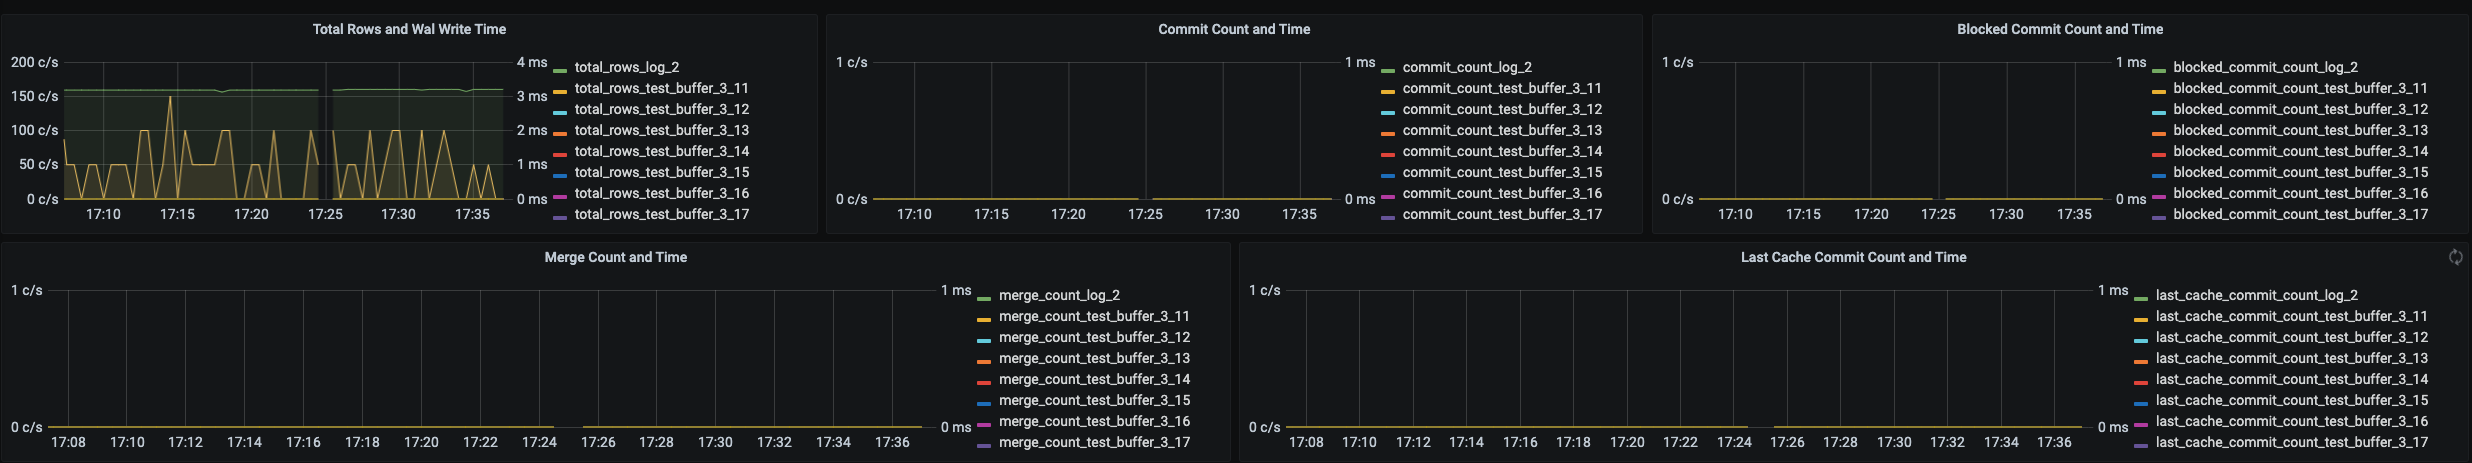 Total Rows and Wal Write Time
200 c/s
150 c/s
100 c/s
50 c/s
0 c/s
4 ms
3 ms
2 ms
1 ms
0 ms
17:10 17:15 17:20 17:25 17:30 17:35
total_rows_log_2
total_rows_test_buffer_3_11
total_rows_test_buffer_3_12
total_rows_test_buffer_3_13
total_rows_test_buffer_3_14
total_rows_test_buffer_3_15
total_rows_test_buffer_3_16
total_rows_test_buffer_3_17
Commit Count and Time
1 c/s
0 c/s
1 ms
0 ms
17:10 17:15 17:20 17:25 17:30 17:35
commit_count_log_2
commit_count_test_buffer_3_11
commit_count_test_buffer_3_12
commit_count_test_buffer_3_13
commit_count_test_buffer_3_14
commit_count_test_buffer_3_15
commit_count_test_buffer_3_16
commit_count_test_buffer_3_17
Blocked Commit Count and Time
1 c/s
0 c/s
1 ms
0 ms
17:10 17:15 17:20 17:25 17:30 17:35
blocked_commit_count_log_2
blocked_commit_count_test_buffer_3_11
blocked_commit_count_test_buffer_3_12
blocked_commit_count_test_buffer_3_13
blocked_commit_count_test_buffer_3_14
blocked_commit_count_test_buffer_3_15
blocked_commit_count_test_buffer_3_16
blocked_commit_count_test_buffer_3_17
Merge Count and Time
1 c/s
0 c/s
1 ms
0 ms
17:08 17:10 17:12 17:14 17:16 17:18 17:20 17:22 17:24 17:26 17:28 17:30 17:32 17:34 17:36
merge_count_log_2
merge_count_test_buffer_3_11
merge_count_test_buffer_3_12
merge_count_test_buffer_3_13
merge_count_test_buffer_3_14
merge_count_test_buffer_3_15
merge_count_test_buffer_3_16
merge_count_test_buffer_3_17
Last Cache Commit Count and Time
1 c/s
0 c/s
1 ms
0 ms
17:08 17:10 17:12 17:14 17:16 17:18 17:20 17:22 17:24 17:26 17:28 17:30 17:32 17:34 17:36
last_cache_commit_count_log_2
last_cache_commit_count_test_buffer_3_11
last_cache_commit_count_test_buffer_3_12
last_cache_commit_count_test_buffer_3_13
last_cache_commit_count_test_buffer_3_14
last_cache_commit_count_test_buffer_3_15
last_cache_commit_count_test_buffer_3_16
last_cache_commit_count_test_buffer_3_17